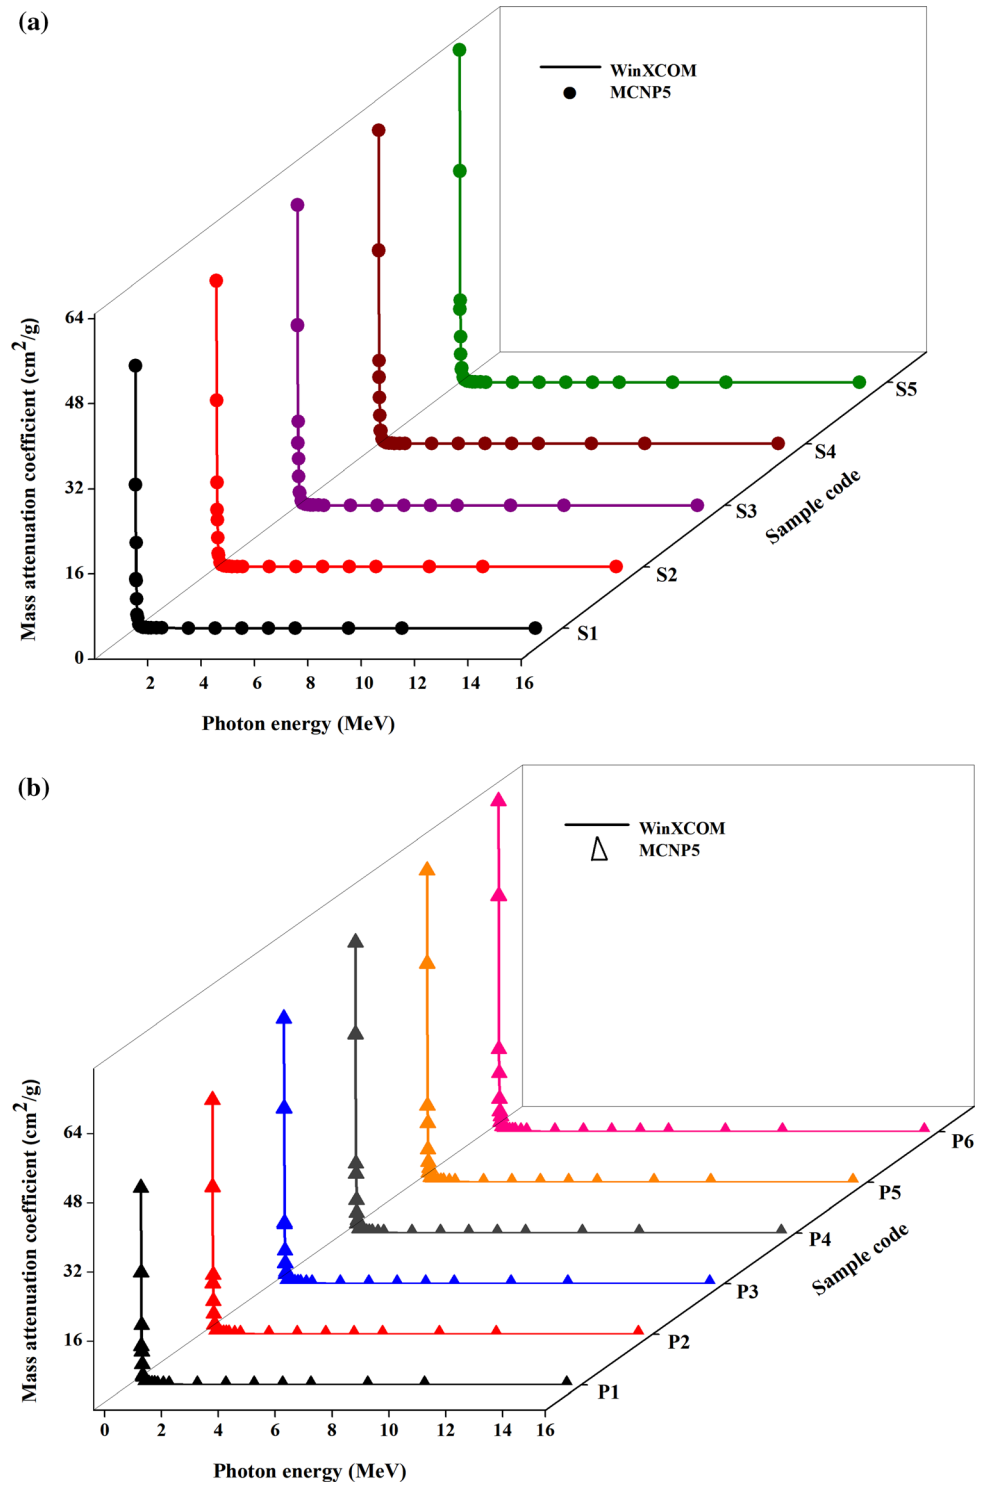 (a)
WinXCOM
MCNP5
Mass attenuation coefficient (cm²/g)
64
48
32
16
0
2 4 6 8 10 12 14 16
Photon energy (MeV)
S1
S2
S3
S4
S5
Sample code
(b)
WinXCOM
MCNP5
Mass attenuation coefficient (cm²/g)
64
48
32
16
0 2 4 6 8 10 12 14 16
Photon energy (MeV)
P1
P2
P3
P4
P5
P6
Sample code